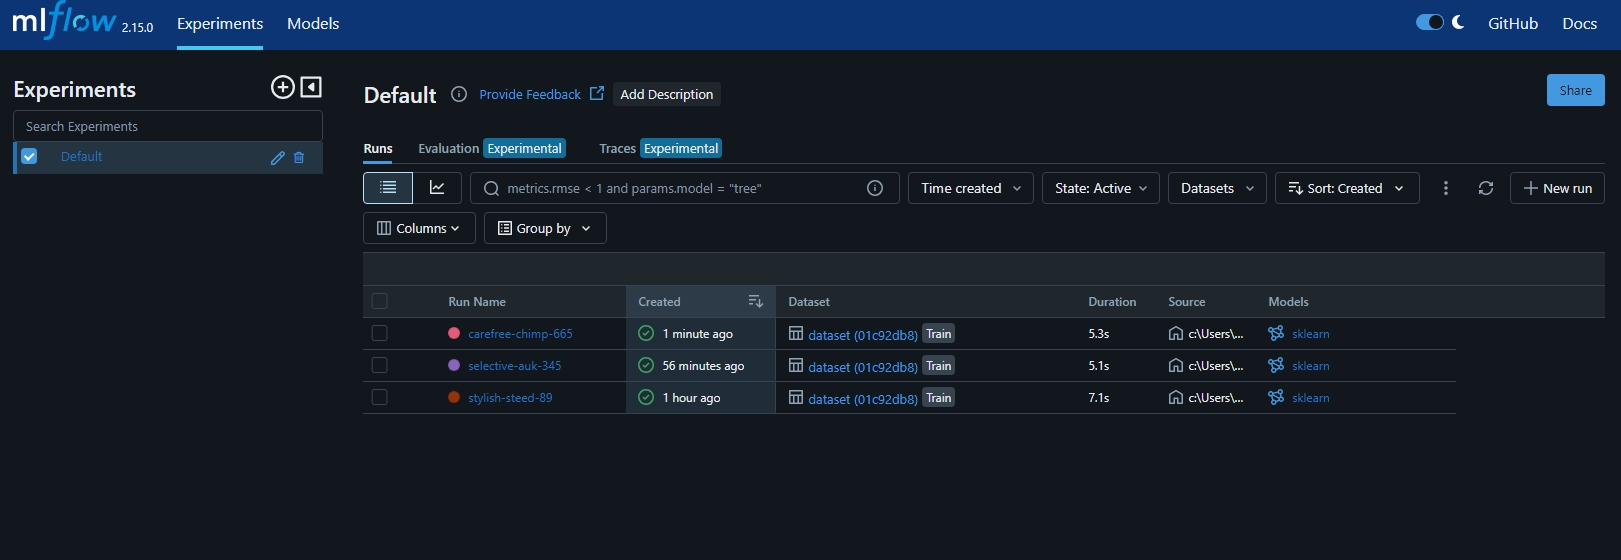 mlflow 2.15.0 Experiments Models GitHub Docs
Experiments
Search Experiments
Default
Default Provide Feedback Add Description Share
Runs Evaluation Experimental Traces Experimental
metrics.rmse < 1 and params.model = "tree" Time created State: Active Datasets Sort: Created New run
Columns Group by
Run Name Created Dataset Duration Source Models
carefree-chimp-665 1 minute ago dataset (01c92db8) Train 5.3s c:\Users\... sklearn
selective-auk-345 56 minutes ago dataset (01c92db8) Train 5.1s c:\Users\... sklearn
stylish-steed-89 1 hour ago dataset (01c92db8) Train 7.1s c:\Users\... sklearn